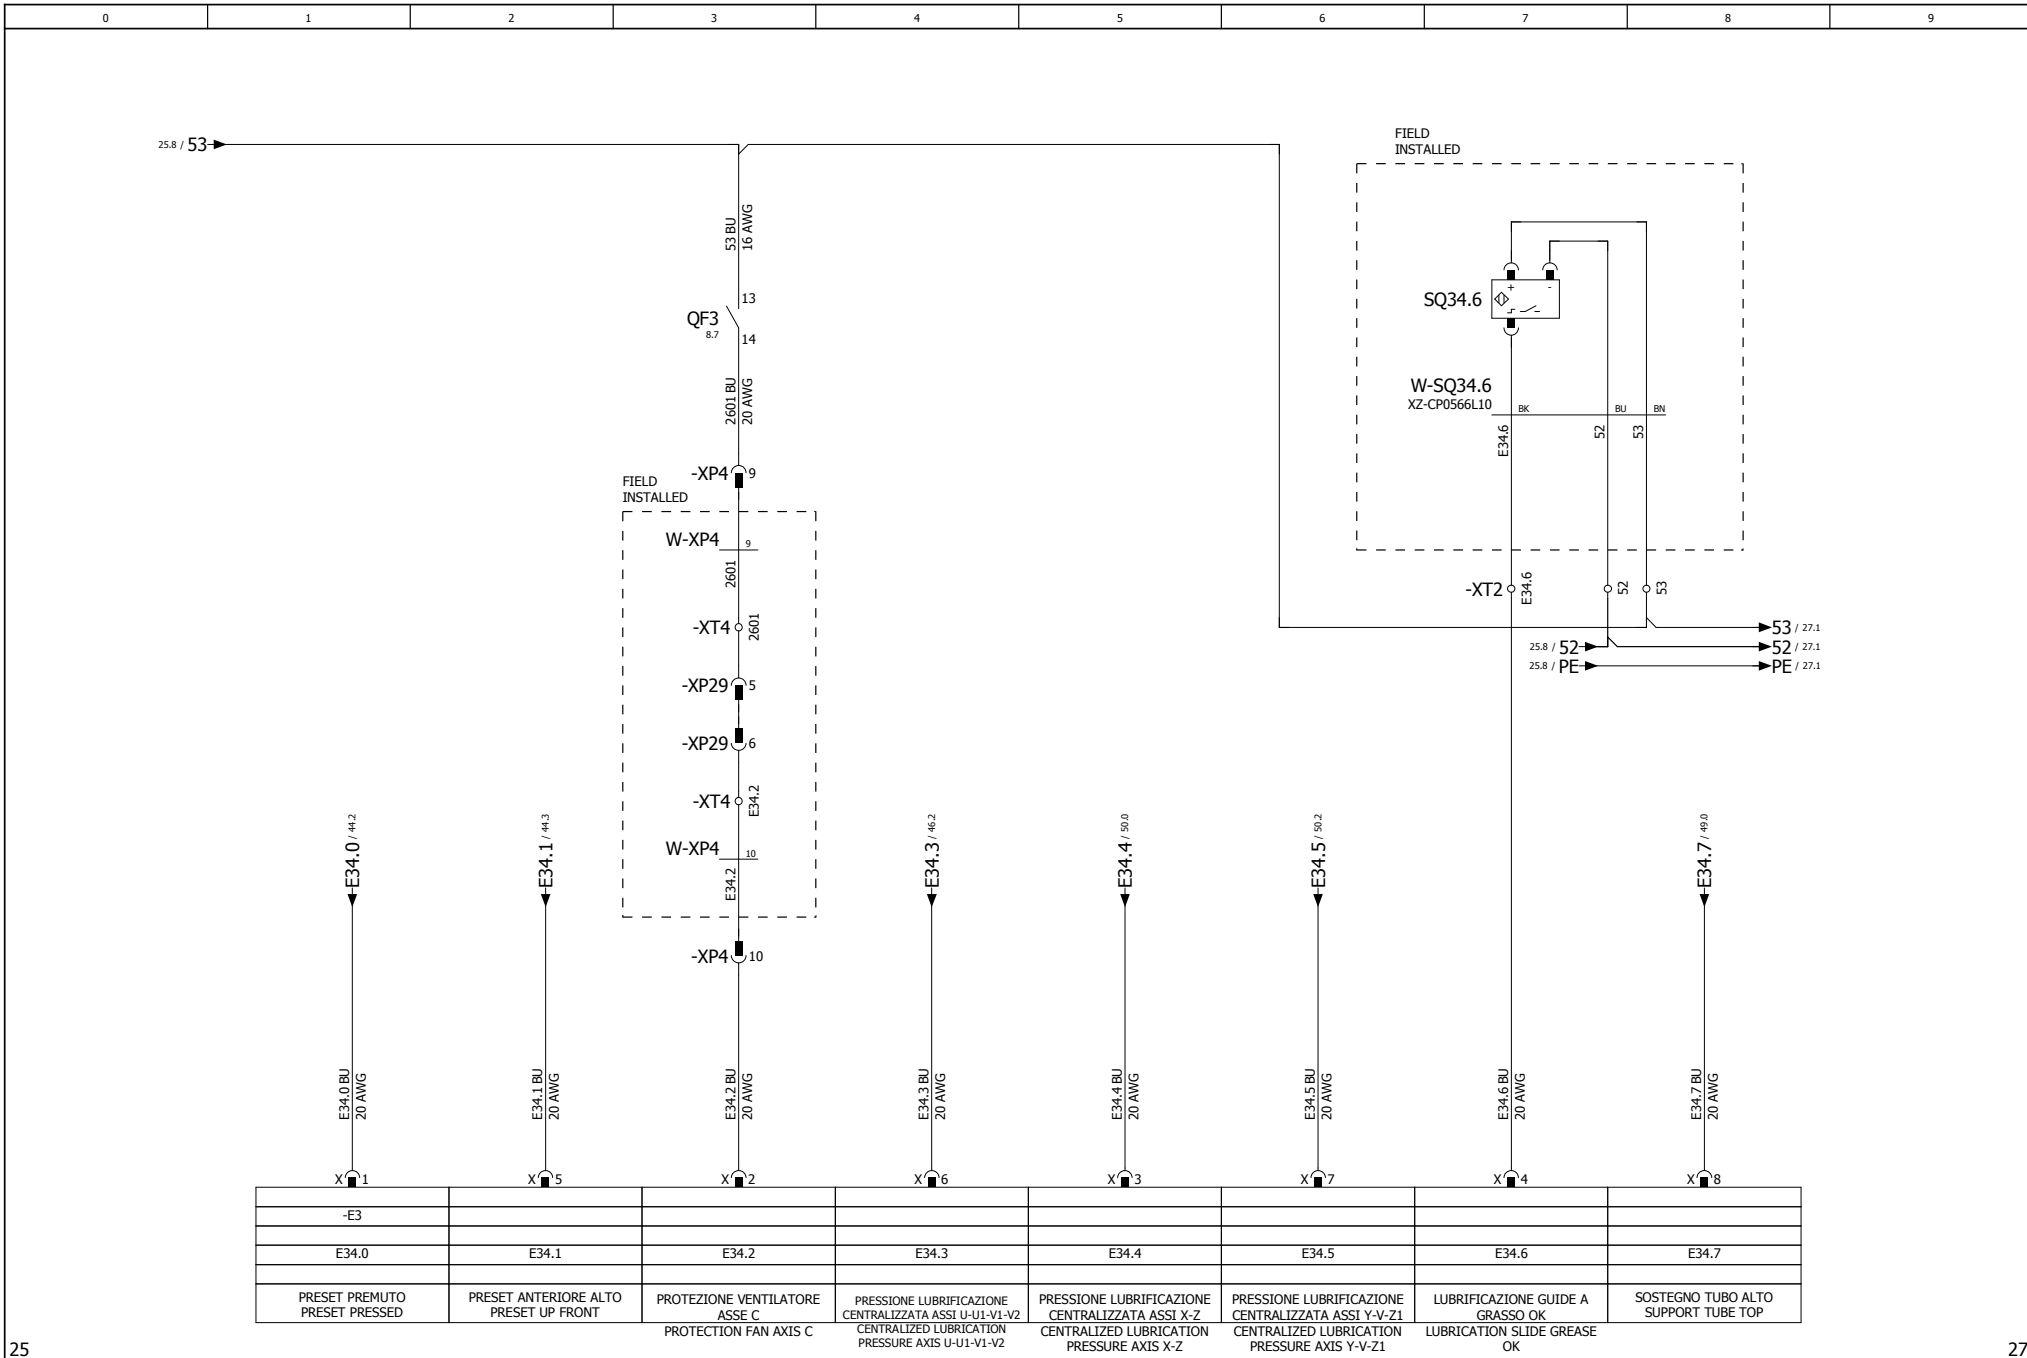 0 1 2 3 4 5 6 7 8 9
FIELD
INSTALLED
25.8 / 53
53 BU
16 AWG
13
QF3
8.7
14
2601 BU
20 AWG
-XP4 9
FIELD
INSTALLED
W-XP4 9
2601
-XT4 2601
-XP29 5
-XP29 6
-XT4 E34.2
W-XP4 10
E34.2
-XP4 10
SQ34.6
+ -
W-SQ34.6
XZ-CP0566L10
BK BU BN
E34.6 52 53
-XT2 E34.6 52 53
53 / 27.1
25.8 / 52 52 / 27.1
25.8 / PE PE / 27.1
E34.0 / 44.2
E34.1 / 44.3
E34.3 / 46.2
E34.4 / 50.0
E34.5 / 50.2
E34.7 / 49.0
E34.0 BU
20 AWG
E34.1 BU
20 AWG
E34.2 BU
20 AWG
E34.3 BU
20 AWG
E34.4 BU
20 AWG
E34.5 BU
20 AWG
E34.6 BU
20 AWG
E34.7 BU
20 AWG
X 1 X 5 X 2 X 6 X 3 X 7 X 4 X 8
-E3
E34.0 E34.1 E34.2 E34.3 E34.4 E34.5 E34.6 E34.7
PRESET PREMUTO
PRESET PRESSED
PRESET ANTERIORE ALTO
PRESET UP FRONT
PROTEZIONE VENTILATORE
ASSE C
PROTECTION FAN AXIS C
PRESSIONE LUBRIFICAZIONE
CENTRALIZZATA ASSI U-U1-V1-V2
CENTRALIZED LUBRICATION
PRESSURE AXIS U-U1-V1-V2
PRESSIONE LUBRIFICAZIONE
CENTRALIZZATA ASSI X-Z
CENTRALIZED LUBRICATION
PRESSURE AXIS X-Z
PRESSIONE LUBRIFICAZIONE
CENTRALIZZATA ASSI Y-V-Z1
CENTRALIZED LUBRICATION
PRESSURE AXIS Y-V-Z1
LUBRIFICAZIONE GUIDE A
GRASSO OK
LUBRICATION SLIDE GREASE
OK
SOSTEGNO TUBO ALTO
SUPPORT TUBE TOP
25 27